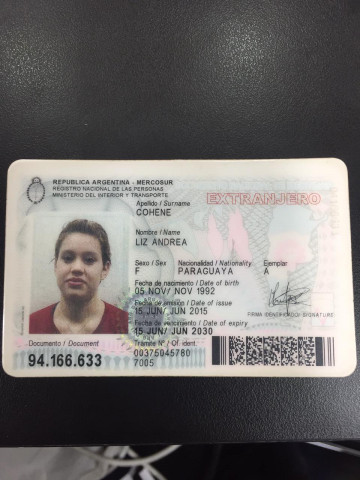 REPUBLICA ARGENTINA - MERCOSUR
REGISTRO NACIONAL DE LAS PERSONAS
MINISTERIO DEL INTERIOR Y TRANSPORTE
Apellido / Surname
COHENE
EXTRANJERO
Nombre / Name
LIZ ANDREA
Sexo / Sex Nacionalidad / Nationality Ejemplar
F PARAGUAYA A
Fecha de nacimiento / Date of birth
05 NOV/ NOV 1992
Fecha de emisión / Date of issue
15 JUN/ JUN 2015
FIRMA IDENTIFICADO/ SIGNATURE
Fecha de vencimiento / Date of expiry
15 JUN/ JUN 2030
Documento / Document
94.166.633
Trámite N° / Of. ident.
00375045780
7005